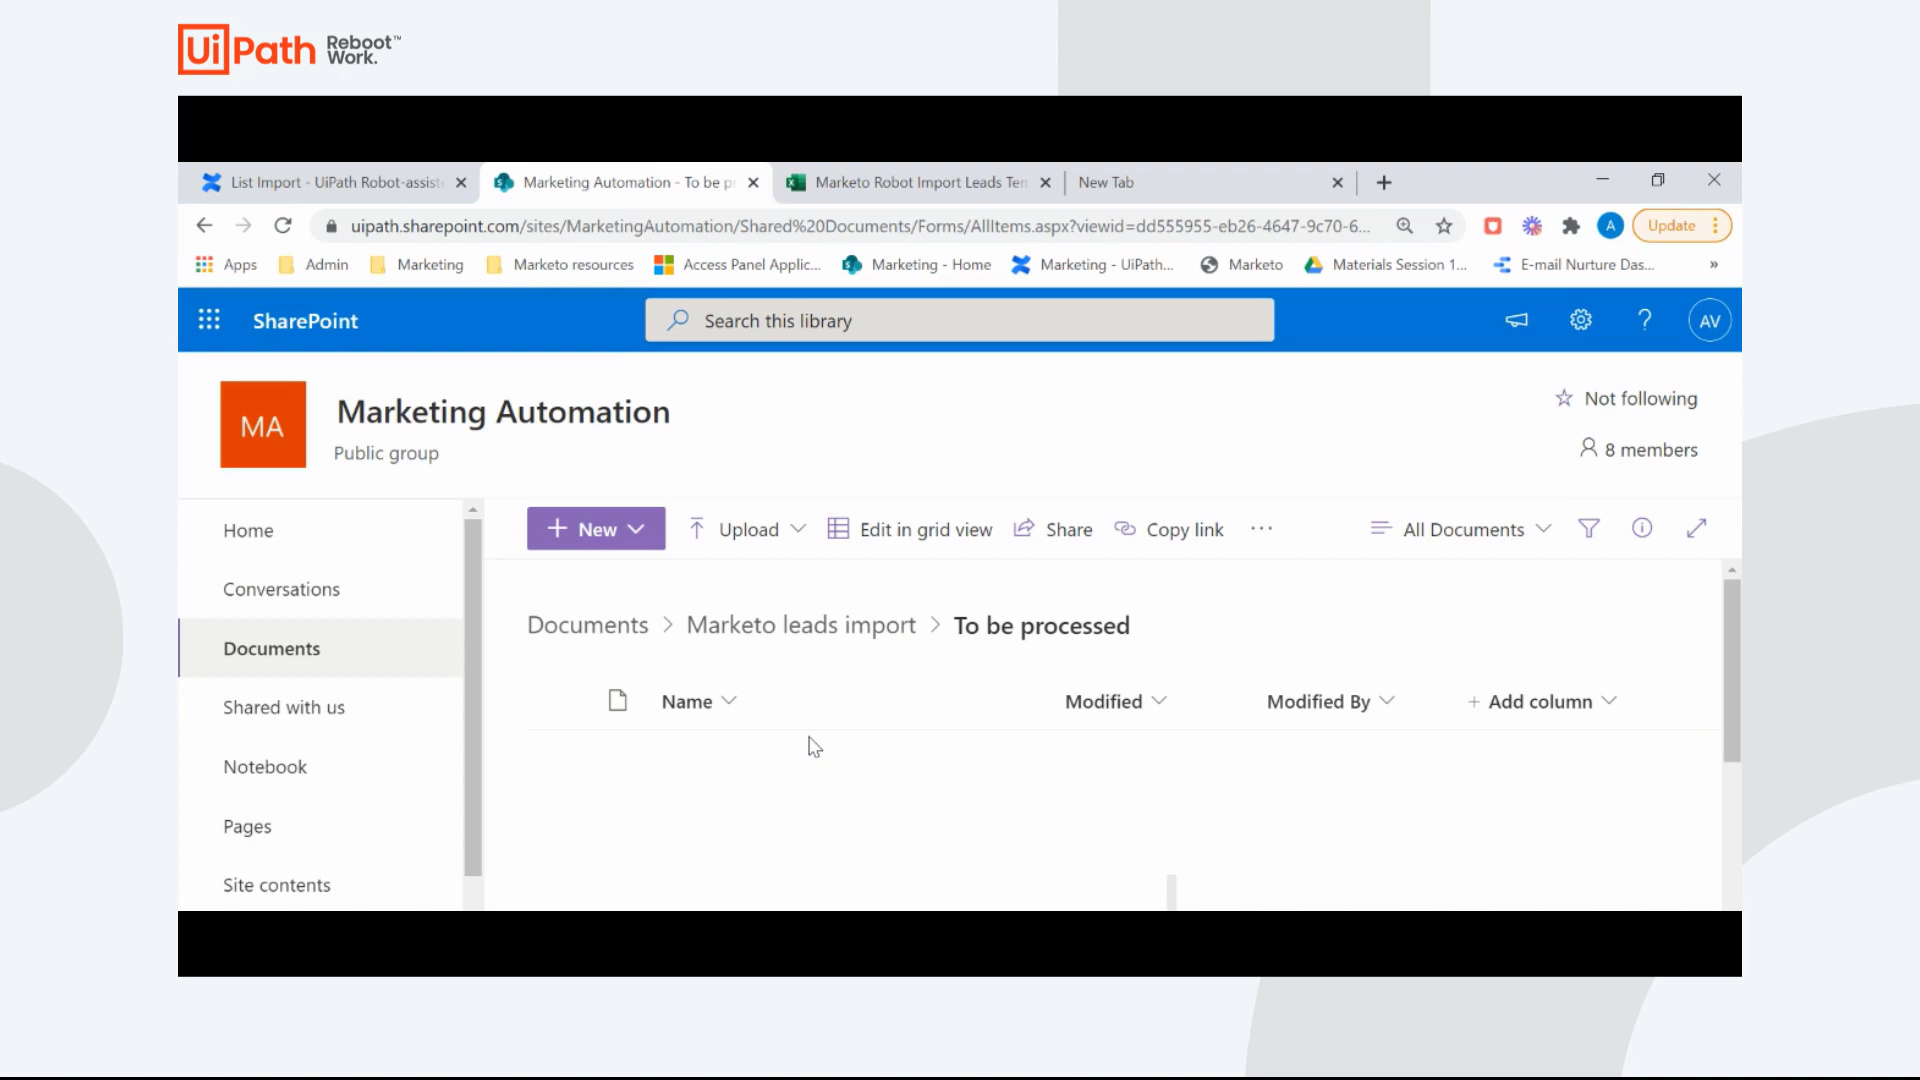 UiPath Reboot Work.™
List Import - UiPath Robot-assiste
Marketing Automation - To be pr
Marketo Robot Import Leads Tem
New Tab
uipath.sharepoint.com/sites/MarketingAutomation/Shared%20Documents/Forms/AllItems.aspx?viewid=dd555955-eb26-4647-9c70-6...
A
Update
Apps
Admin
Marketing
Marketo resources
Access Panel Applic...
Marketing - Home
Marketing - UiPath...
Marketo
Materials Session 1...
E-mail Nurture Das...
»
SharePoint
Search this library
AV
MA
Marketing Automation
Public group
Not following
8 members
Home
Conversations
Documents
Shared with us
Notebook
Pages
Site contents
+ New
Upload
Edit in grid view
Share
Copy link
...
All Documents
Documents > Marketo leads import > To be processed
Name
Modified
Modified By
+ Add column